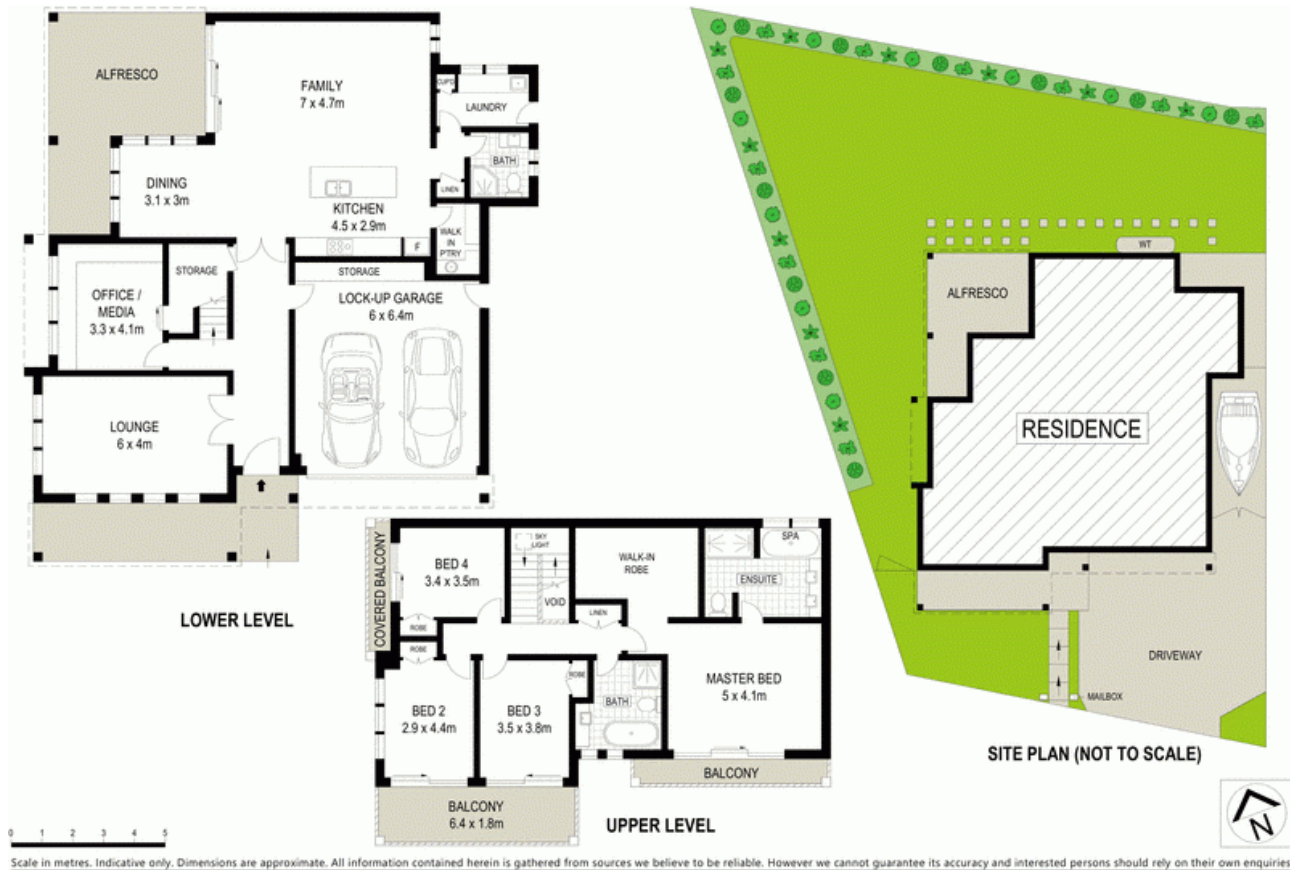 ALFRESCO
FAMILY
7 x 4.7m
CUP'D
LAUNDRY
BATH
LINEN
DINING
3.1 x 3m
KITCHEN
4.5 x 2.9m
F
WALK
IN
P'TRY
STORAGE
STORAGE
OFFICE /
MEDIA
3.3 x 4.1m
LOCK-UP GARAGE
6 x 6.4m
LOUNGE
6 x 4m
LOWER LEVEL
COVERED BALCONY
BED 4
3.4 x 3.5m
SKY
LIGHT
VOID
WALK-IN
ROBE
SPA
ENSUITE
LINEN
ROBE
ROBE
ROBE
BED 2
2.9 x 4.4m
BED 3
3.5 x 3.8m
BATH
MASTER BED
5 x 4.1m
BALCONY
BALCONY
6.4 x 1.8m
UPPER LEVEL
WT
ALFRESCO
RESIDENCE
DRIVEWAY
MAILBOX
SITE PLAN (NOT TO SCALE)
N
0 1 2 3 4 5
Scale in metres. Indicative only. Dimensions are approximate. All information contained herein is gathered from sources we believe to be reliable. However we cannot guarantee its accuracy and interested persons should rely on their own enquiries